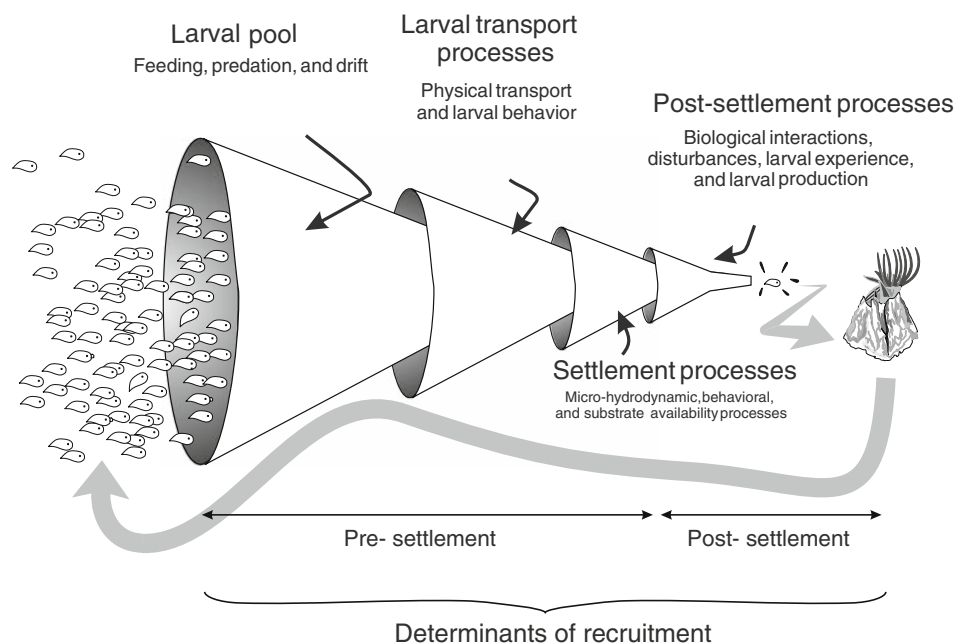 Larval pool
Feeding, predation, and drift
Larval transport
processes
Physical transport
and larval behavior
Post-settlement processes
Biological interactions,
disturbances, larval experience,
and larval production
Settlement processes
Micro-hydrodynamic, behavioral,
and substrate availability processes
Pre- settlement
Post- settlement
Determinants of recruitment